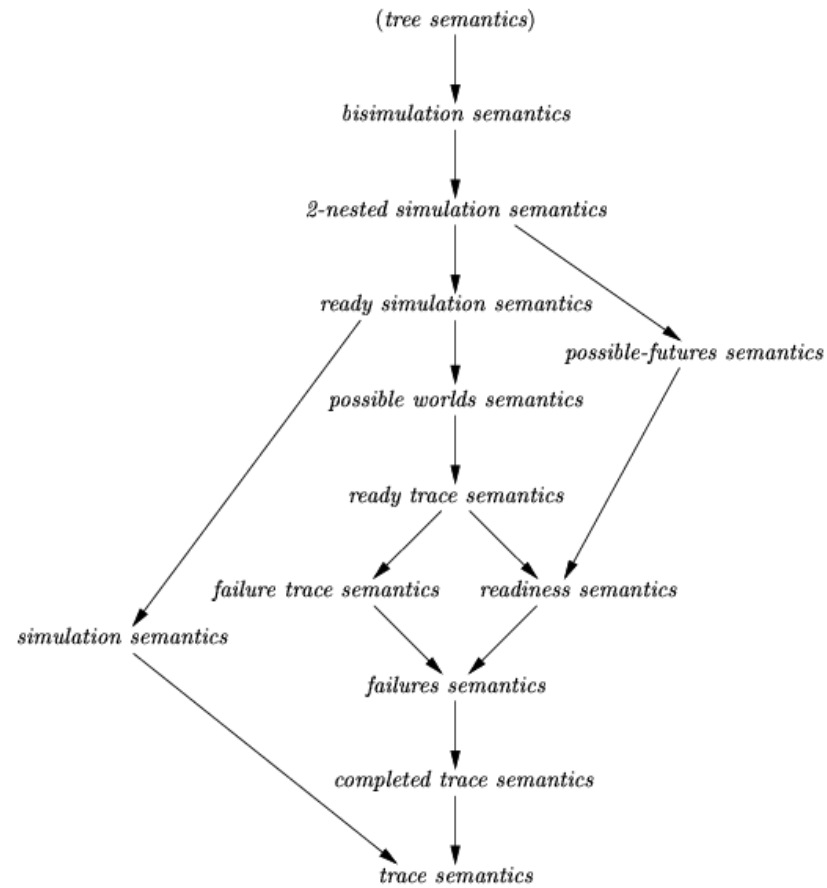 (tree semantics)
bisimulation semantics
2-nested simulation semantics
ready simulation semantics
possible-futures semantics
possible worlds semantics
ready trace semantics
failure trace semantics
readiness semantics
simulation semantics
failures semantics
completed trace semantics
trace semantics